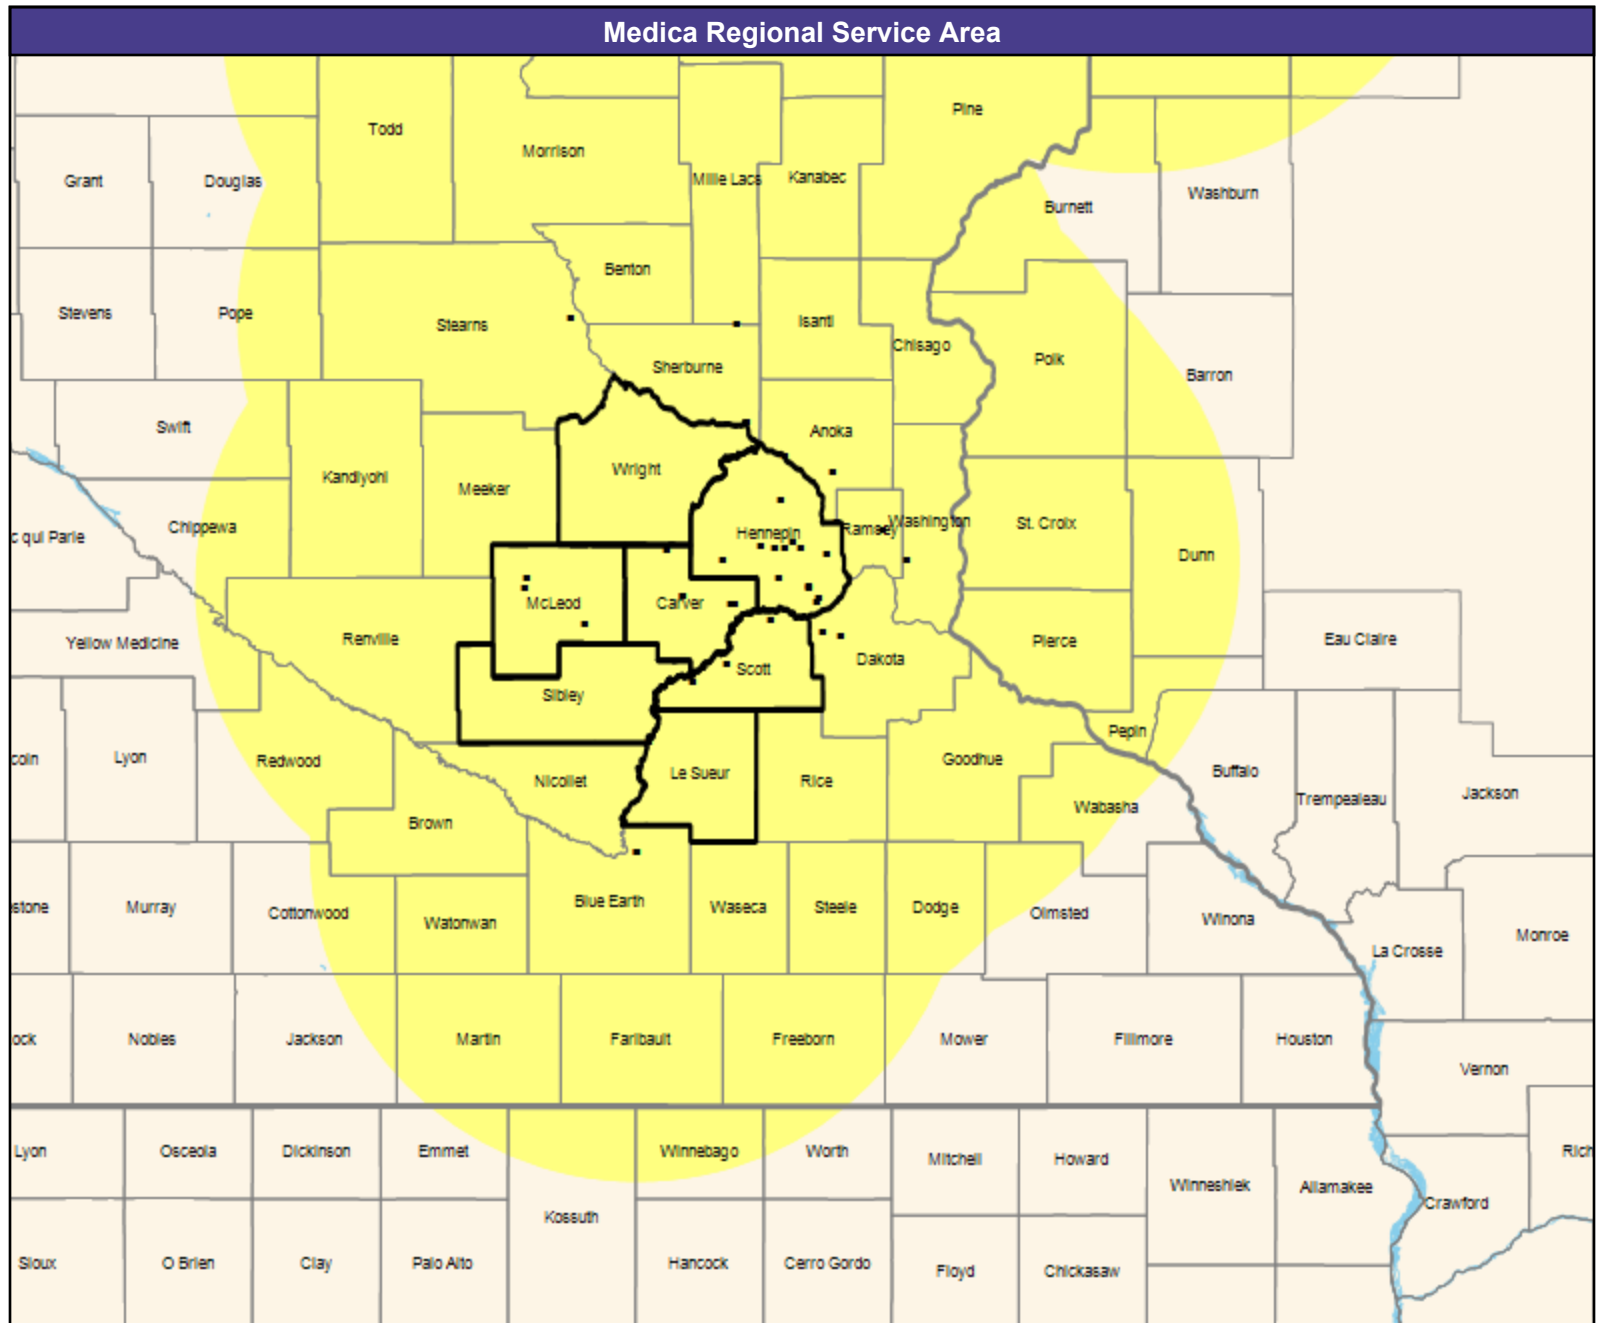 Medica Regional Service Area
Pine
Todd
Morrison
Mille Lacs
Kanabec
Grant
Douglas
Burnett
Washburn
Benton
Stevens
Pope
Stearns
Isanti
Chisago
Polk
Sherburne
Barron
Swift
Anoka
Kandiyohi
Meeker
Wright
Chippewa
Hennepin
Ramsey
Washington
St. Croix
c qui Parle
Dunn
McLeod
Carver
Yellow Medicine
Renville
Pierce
Eau Claire
Scott
Dakota
Sibley
coln
Lyon
Redwood
Nicollet
Le Sueur
Rice
Goodhue
Pepin
Buffalo
Trempealeau
Jackson
Brown
Wabasha
stone
Murray
Cottonwood
Watonwan
Blue Earth
Waseca
Steele
Dodge
Olmsted
Winona
La Crosse
Monroe
ock
Nobles
Jackson
Martin
Faribault
Freeborn
Mower
Fillmore
Houston
Vernon
Lyon
Osceola
Dickinson
Emmet
Winnebago
Worth
Mitchell
Howard
Rich
Winneshiek
Allamakee
Crawford
Kossuth
Sioux
O Brien
Clay
Palo Alto
Hancock
Cerro Gordo
Floyd
Chickasaw